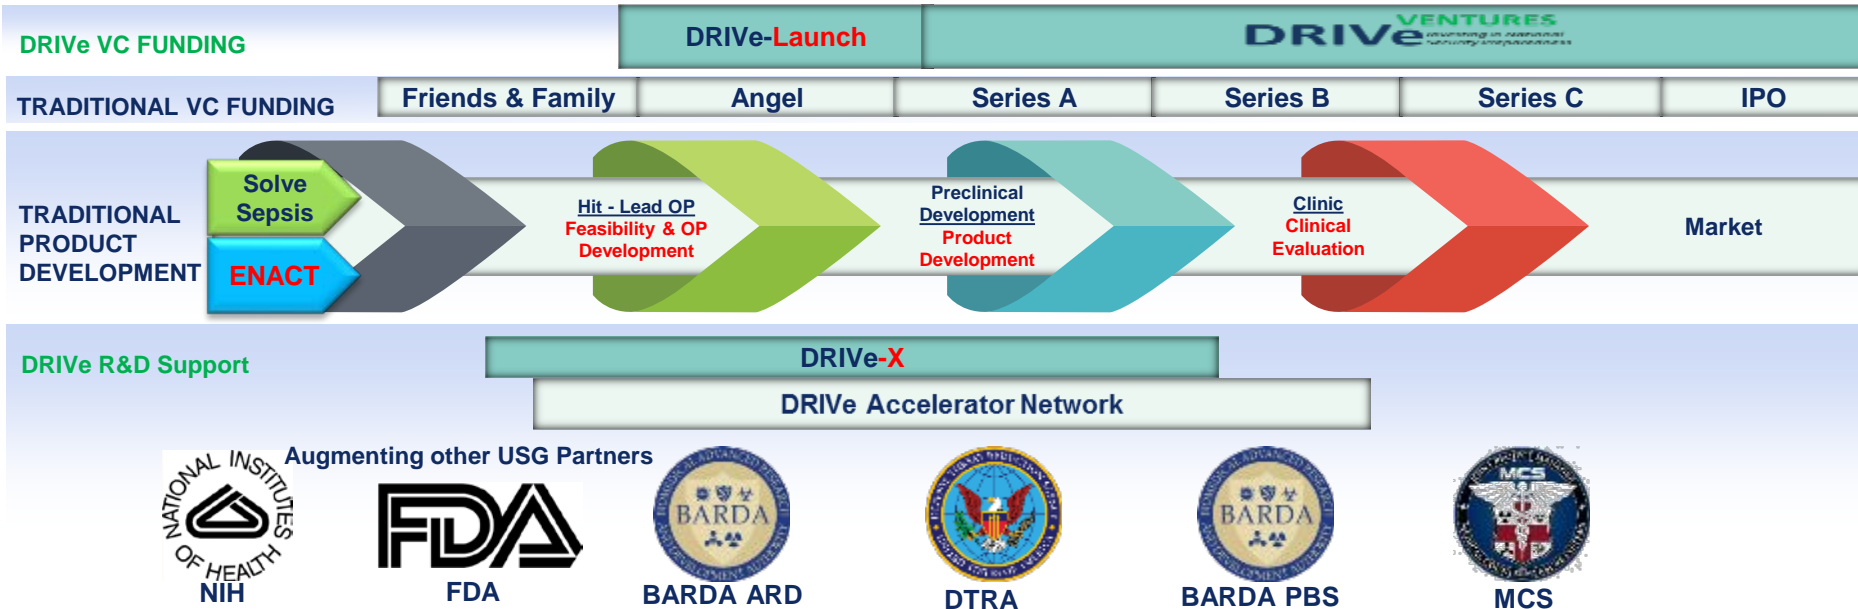 DRIVe VC FUNDING
DRIVe-Launch
DRIVe VENTURES
Investing in National
TRADITIONAL VC FUNDING
Friends & Family
Angel
Series A
Series B
Series C
IPO
TRADITIONAL
PRODUCT
DEVELOPMENT
Solve
Sepsis
ENACT
Hit - Lead OP
Feasibility & OP
Development
Preclinical
Development
Product
Development
Clinic
Clinical
Evaluation
Market
DRIVe R&D Support
DRIVe-X
DRIVe Accelerator Network
Augmenting other USG Partners
NATIONAL INSTITUTES
OF HEALTH
NIH
FDA
FDA
BARDA
BARDA ARD
DTRA
BARDA
BARDA PBS
MCS
MCS